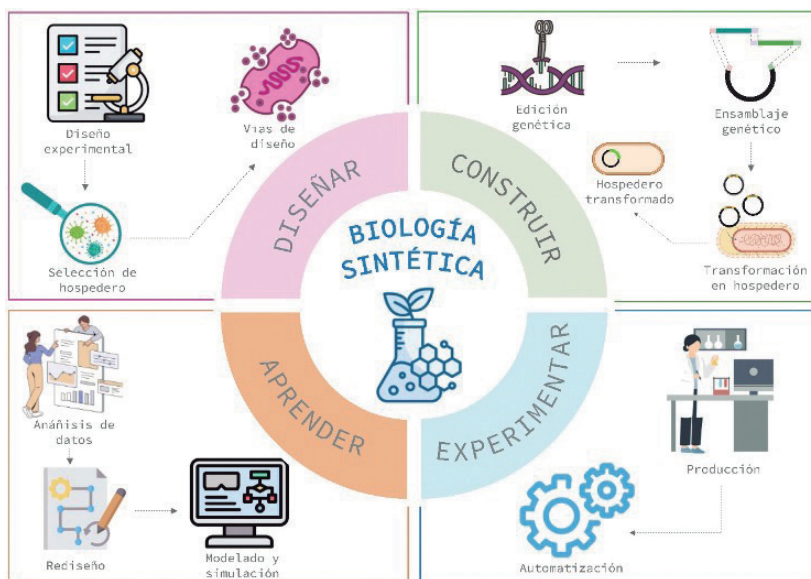 Diseño
experimental
Vías de
diseño
Selección de
hospedero
DISEÑAR
Edición
genética
Ensamblaje
genético
Hospedero
transformado
Transformación
en hospedero
CONSTRUIR
BIOLOGÍA
SINTÉTICA
APRENDER
Anáñisis de
datos
Rediseño
Modelado y
simulación
EXPERIMENTAR
Producción
Automatización